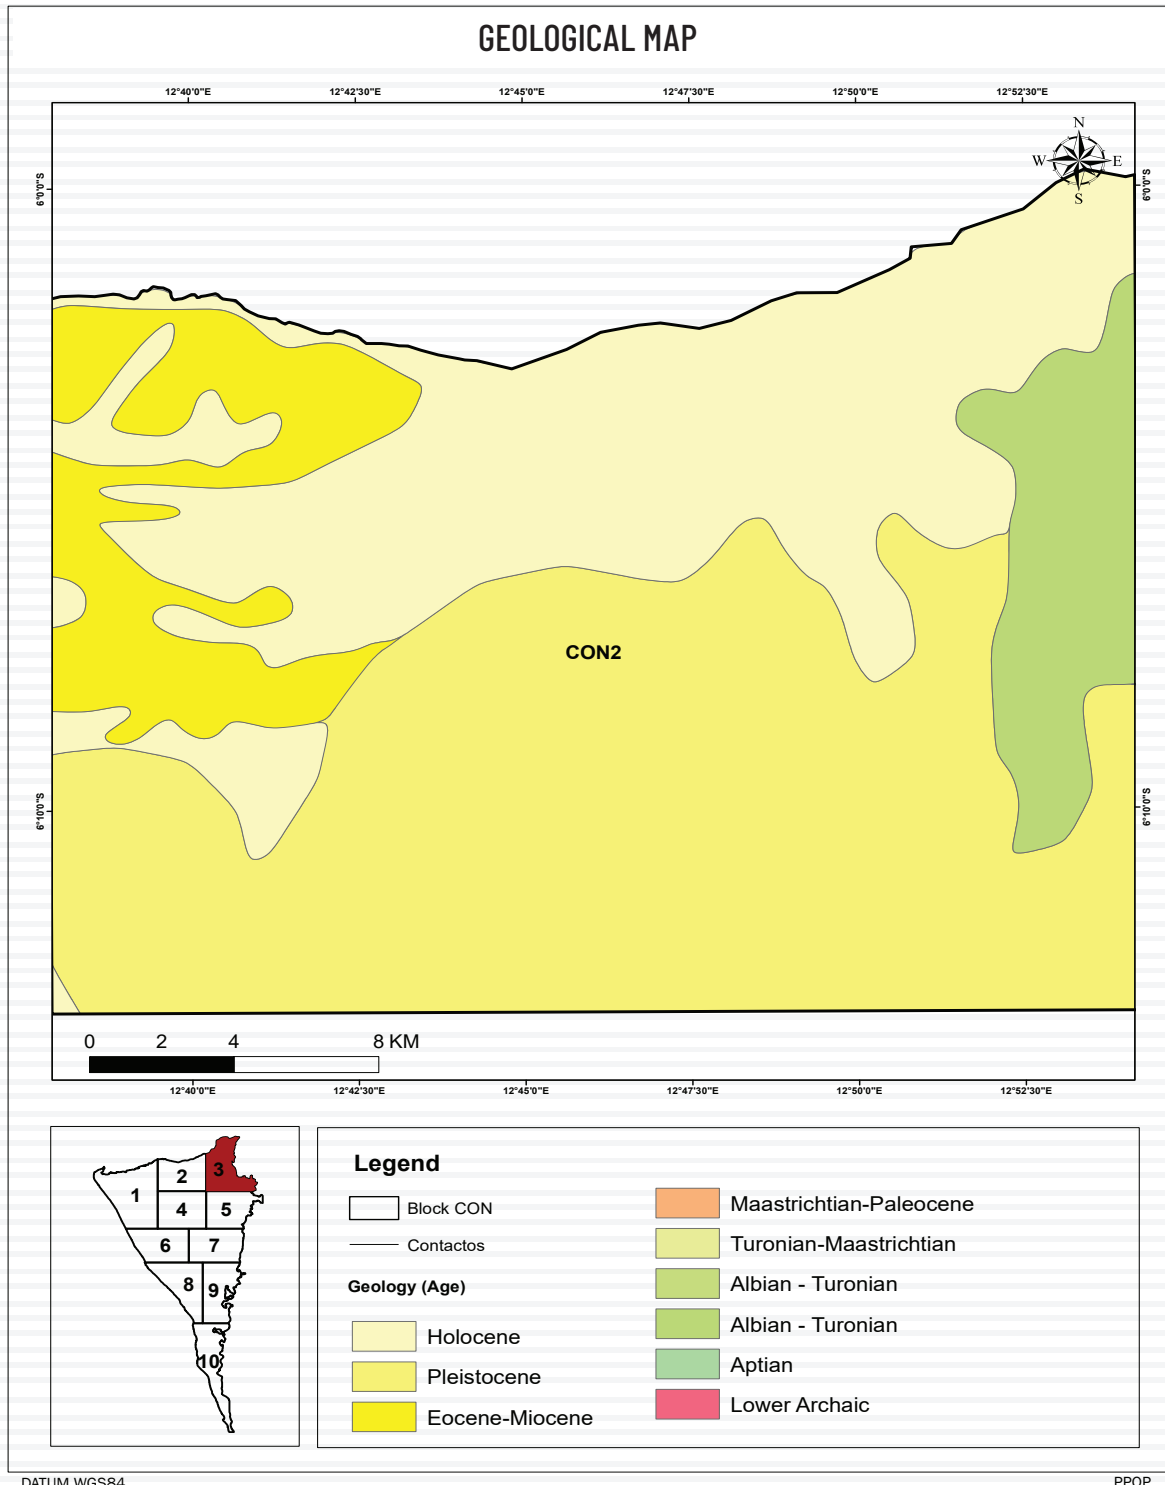 GEOLOGICAL MAP
12°40'0"E 12°42'30"E 12°45'0"E 12°47'30"E 12°50'0"E 12°52'30"E
N
W E
S
6°0'0"S 6°0'0"S
CON2
6°10'0"S 6°10'0"S
0 2 4 8 KM
12°40'0"E 12°42'30"E 12°45'0"E 12°47'30"E 12°50'0"E 12°52'30"E
1
2
3
4
5
6
7
8
9
10
Legend
Block CON
Contactos
Geology (Age)
Holocene
Pleistocene
Eocene-Miocene
Maastrichtian-Paleocene
Turonian-Maastrichtian
Albian - Turonian
Albian - Turonian
Aptian
Lower Archaic
DATUM WGS84
PPOP